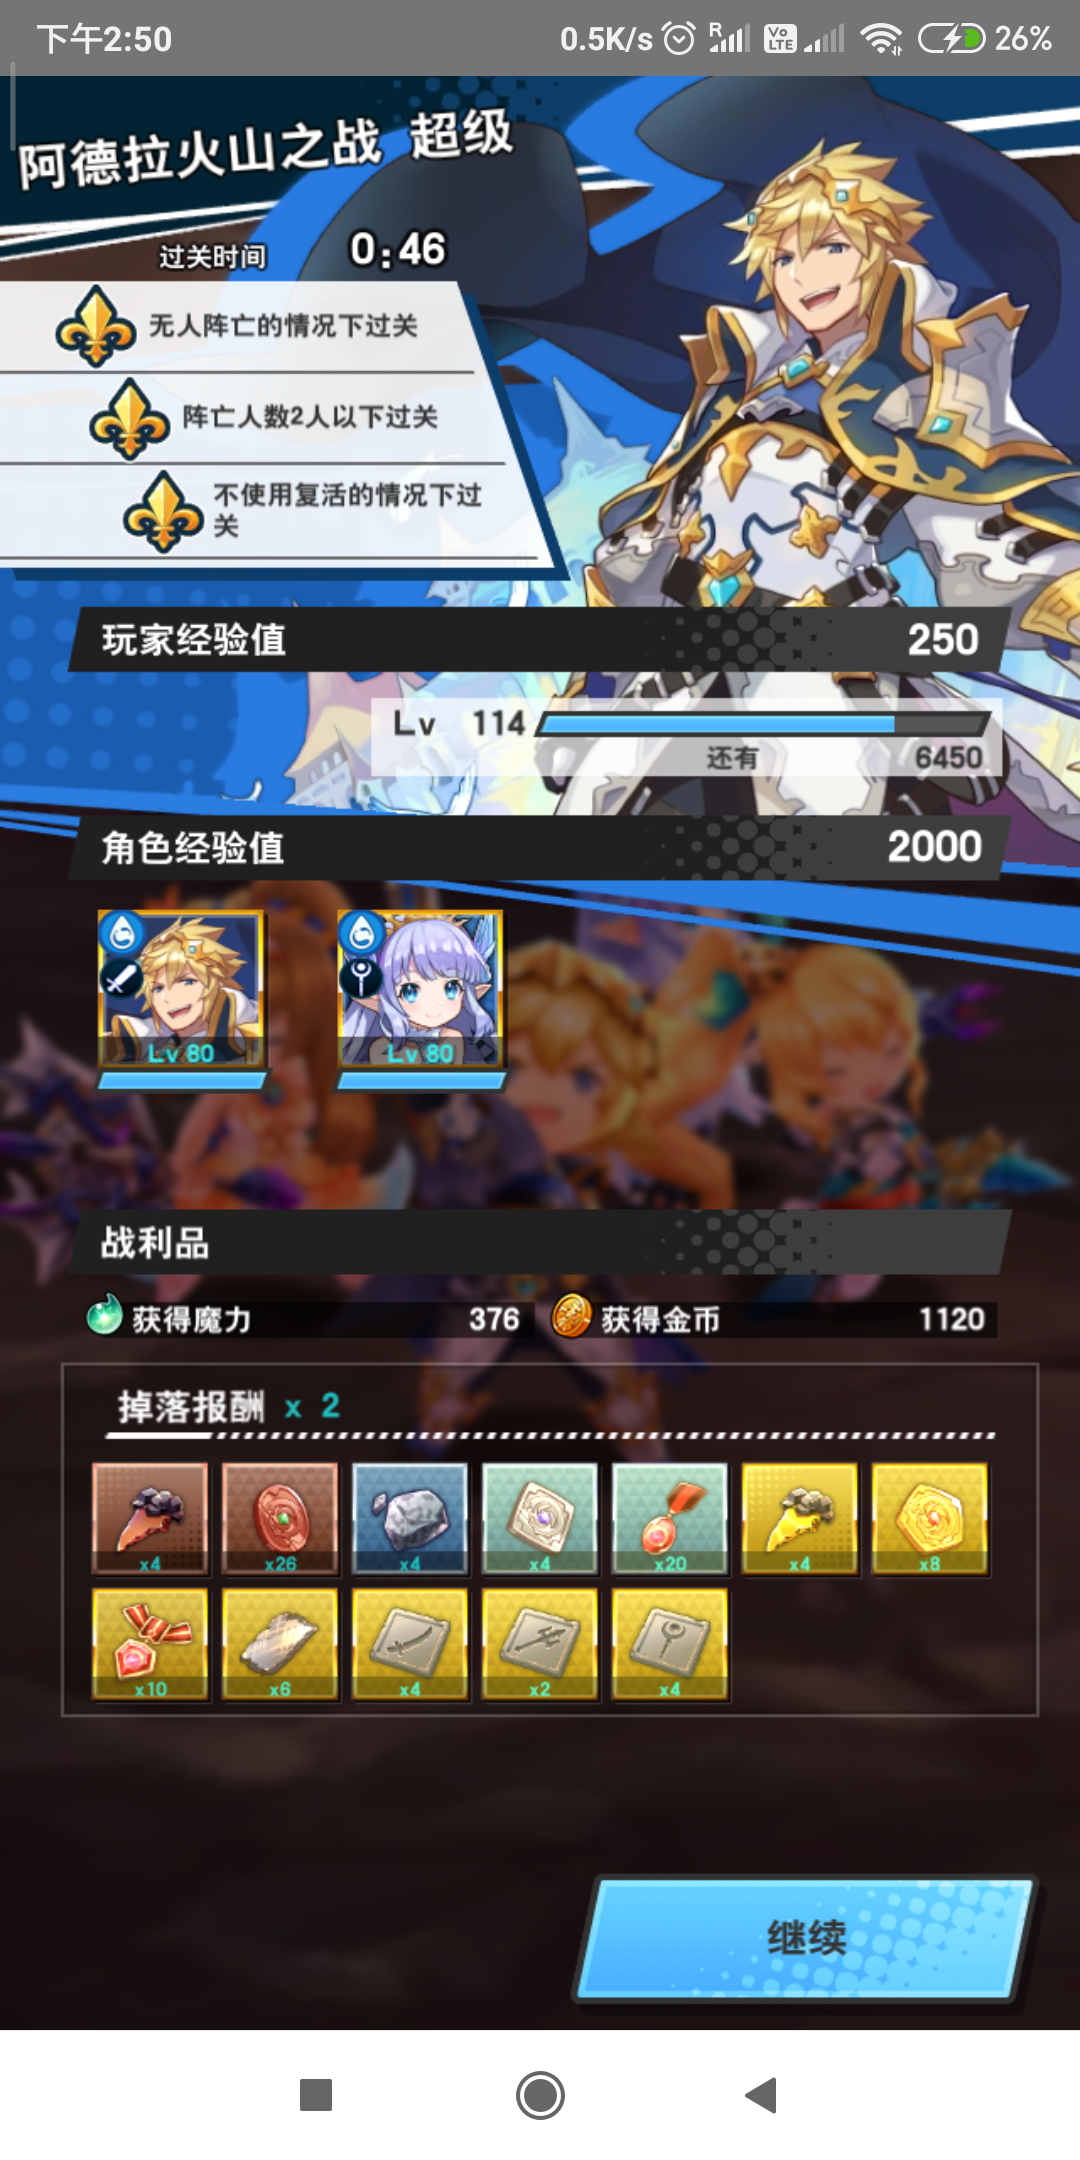 下午2:50
0.5K/s
R
Vo LTE
26%
阿德拉火山之战 超级
过关时间 0:46
无人阵亡的情况下过关
阵亡人数2人以下过关
不使用复活的情况下过
关
玩家经验值 250
Lv 114
还有 6450
角色经验值 2000
Lv 80
Lv 80
战利品
获得魔力 376
获得金币 1120
掉落报酬 x 2
x4 x26 x4 x4 x20 x4 x8
x10 x6 x4 x2 x4
继续